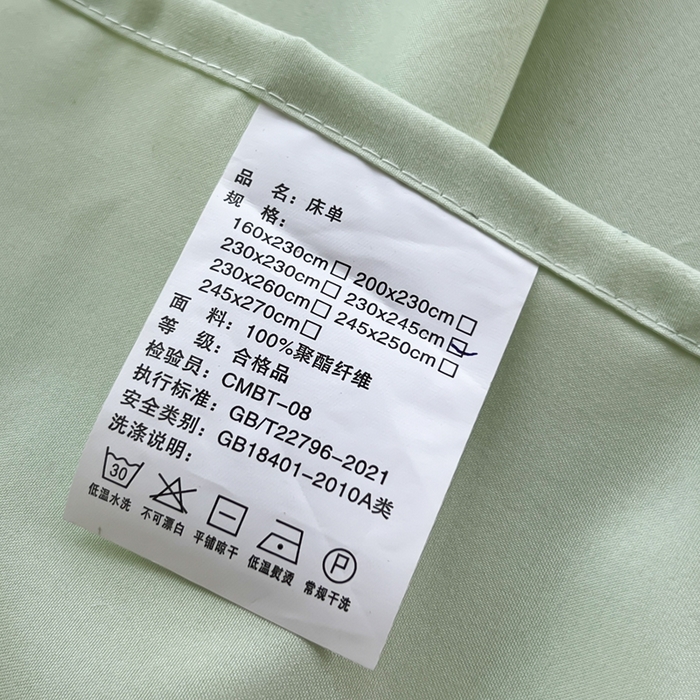 品 名：床单
规 格：
160x230cm□ 200x230cm□
230x230cm□ 230x245cm☑
230x260cm□ 245x250cm□
245x270cm□
面 料：100%聚酯纤维
等 级：合格品
检验员：CMBT-08
执行标准：GB/T22796-2021
安全类别：GB18401-2010A类
洗涤说明：
30 P
低温水洗 不可漂白 平铺晾干 低温熨烫 常规干洗